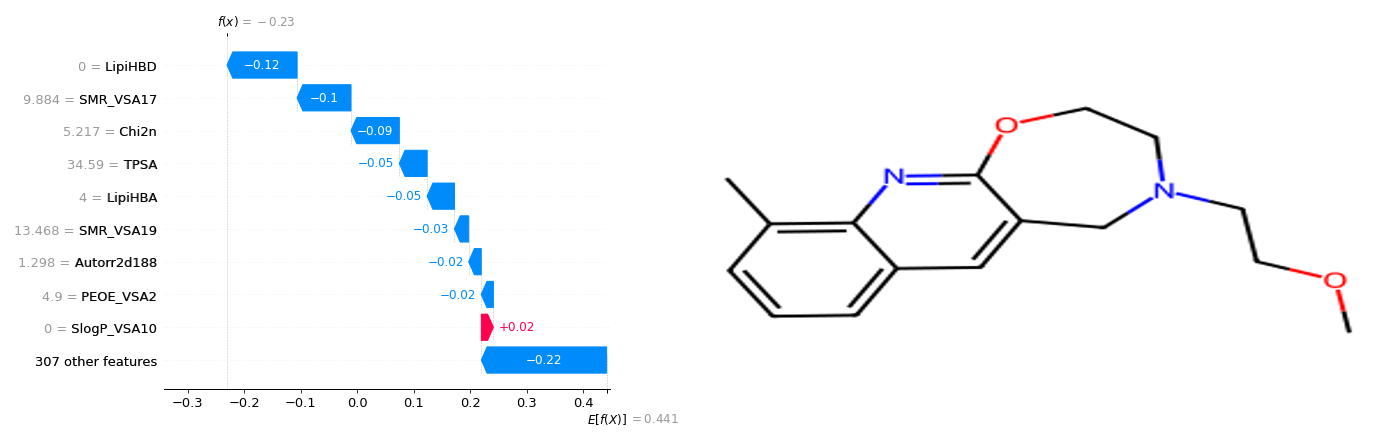 f(x) = −0.23
0 = LipiHBD
−0.12
9.884 = SMR_VSA17
−0.1
5.217 = Chi2n
−0.09
34.59 = TPSA
−0.05
4 = LipiHBA
−0.05
13.468 = SMR_VSA19
−0.03
1.298 = Autorr2d188
−0.02
4.9 = PEOE_VSA2
−0.02
0 = SlogP_VSA10
+0.02
307 other features
−0.22
−0.3 −0.2 −0.1 0.0 0.1 0.2 0.3 0.4
E[f(X)] = 0.441
O
N
N
O